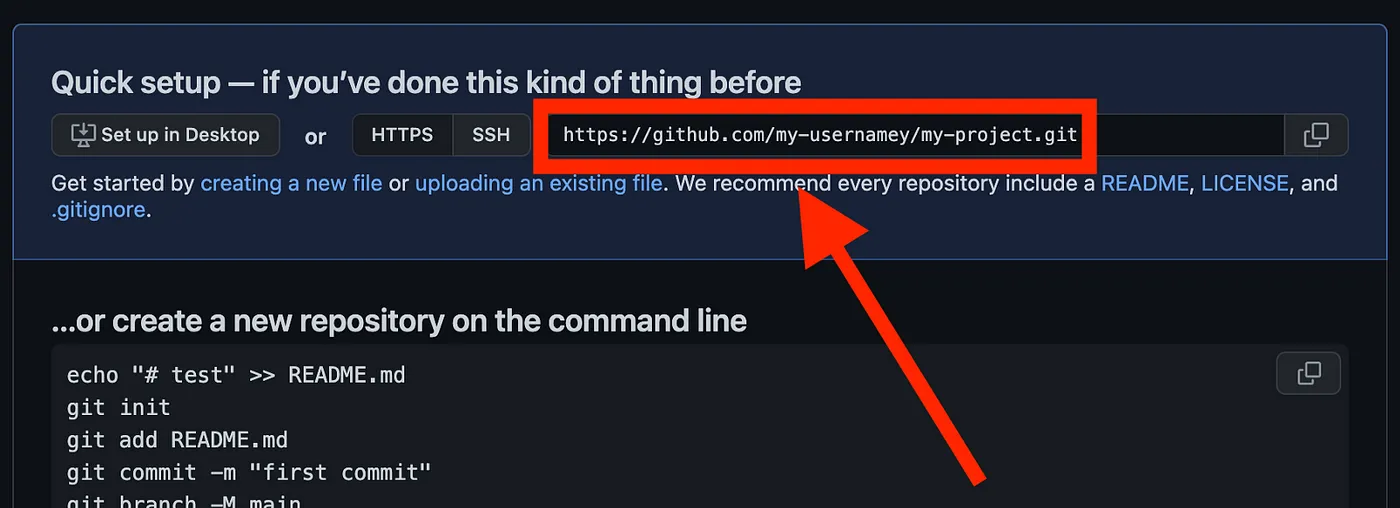 Quick setup — if you’ve done this kind of thing before
Set up in Desktop or HTTPS SSH https://github.com/my-usernamey/my-project.git
Get started by creating a new file or uploading an existing file. We recommend every repository include a README, LICENSE, and
.gitignore.
...or create a new repository on the command line
echo "# test" >> README.md
git init
git add README.md
git commit -m "first commit"
git branch -M main